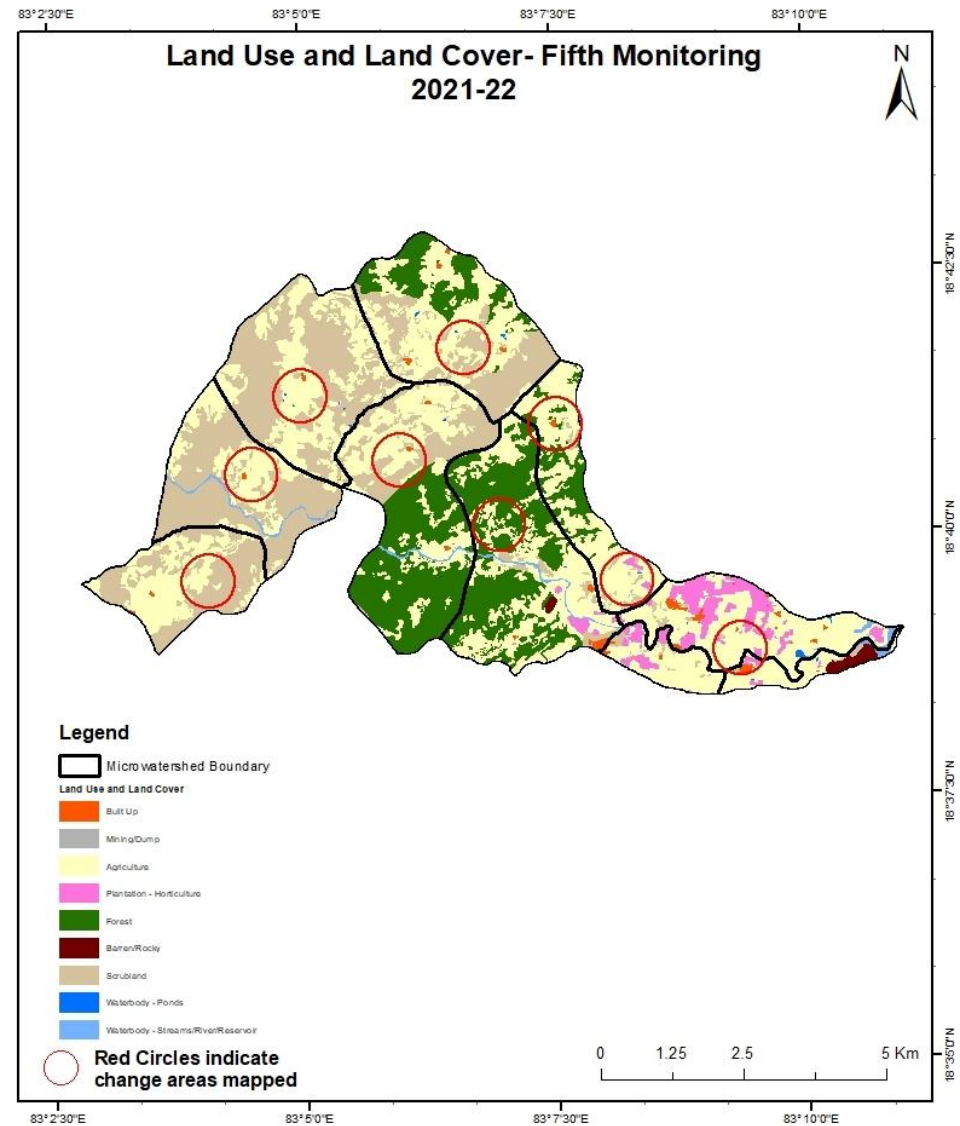 83°2'30"E 83°5'0"E 83°7'30"E 83°10'0"E
Land Use and Land Cover- Fifth Monitoring
2021-22
N
18°42'30"N
18°40'0"N
18°37'30"N
18°35'0"N
Legend
Microwatershed Boundary
Land Use and Land Cover
Built Up
Mining/Dump
Agriculture
Plantation - Horticulture
Forest
Barren/Rocky
Scrubland
Waterbody - Ponds
Waterbody - Streams/River/Reservoir
Red Circles indicate
change areas mapped
0 1.25 2.5 5 Km
83°2'30"E 83°5'0"E 83°7'30"E 83°10'0"E